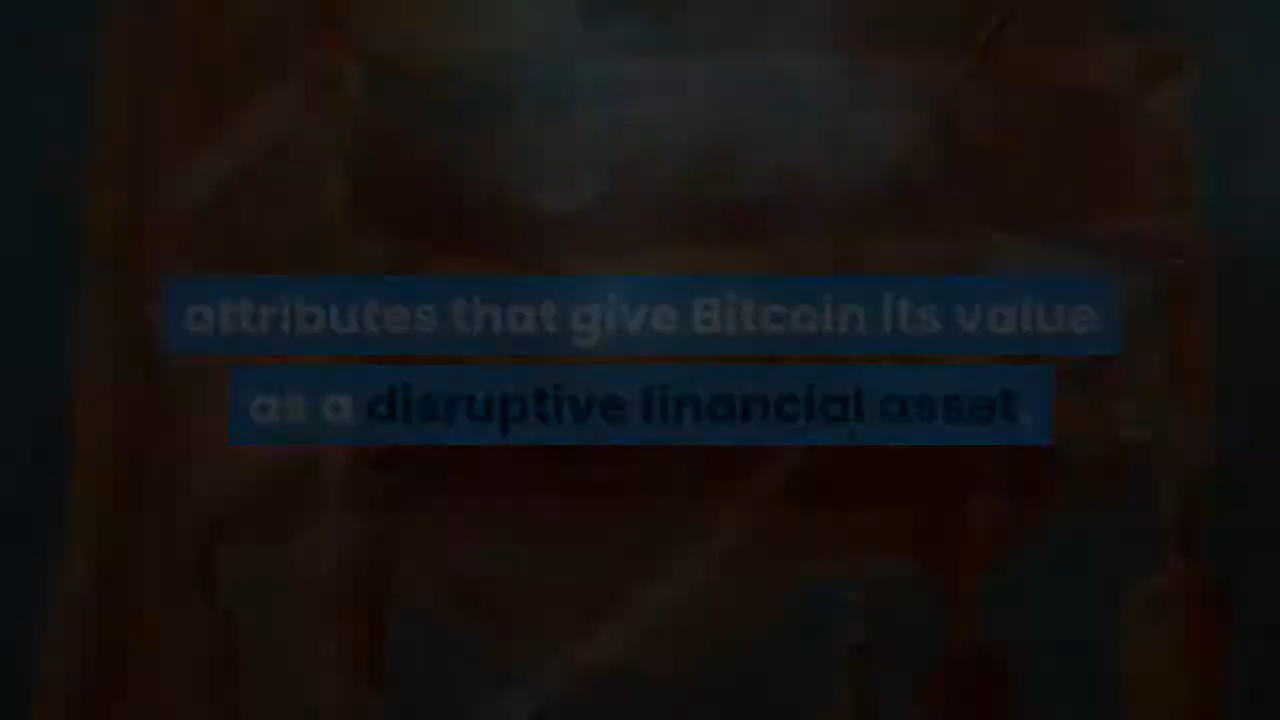 attributes that give Bitcoin its value
as a disruptive financial asset.